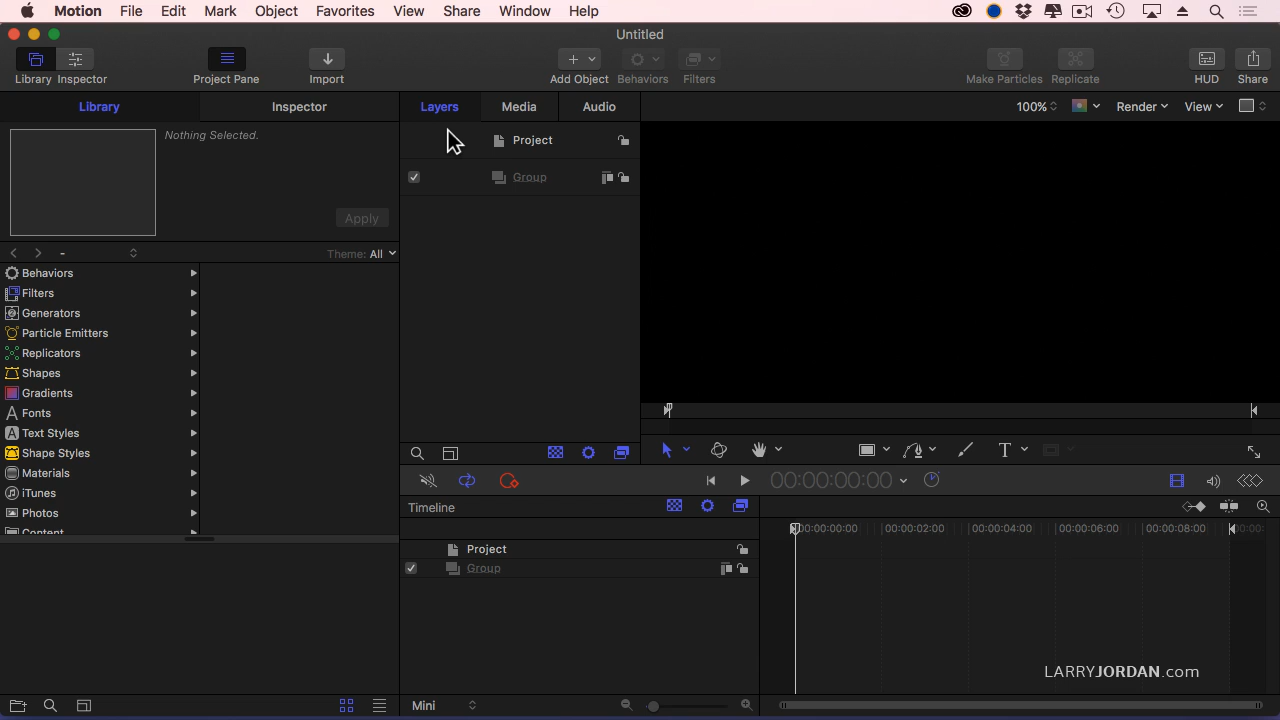 Motion File Edit Mark Object Favorites View Share Window Help
Untitled
Library Inspector Project Pane Import Add Object Behaviors Filters Make Particles Replicate HUD Share
Library Inspector Layers Media Audio 100% Render View
Nothing Selected.
Project
Group
Apply
- Theme: All
Behaviors
Filters
Generators
Particle Emitters
Replicators
Shapes
Gradients
Fonts
Text Styles
Shape Styles
Materials
iTunes
Photos
Content
00:00:00:00
Timeline
00:00:00:00 00:00:02:00 00:00:04:00 00:00:06:00 00:00:08:00
Project
Group
LARRYJORDAN.com
Mini